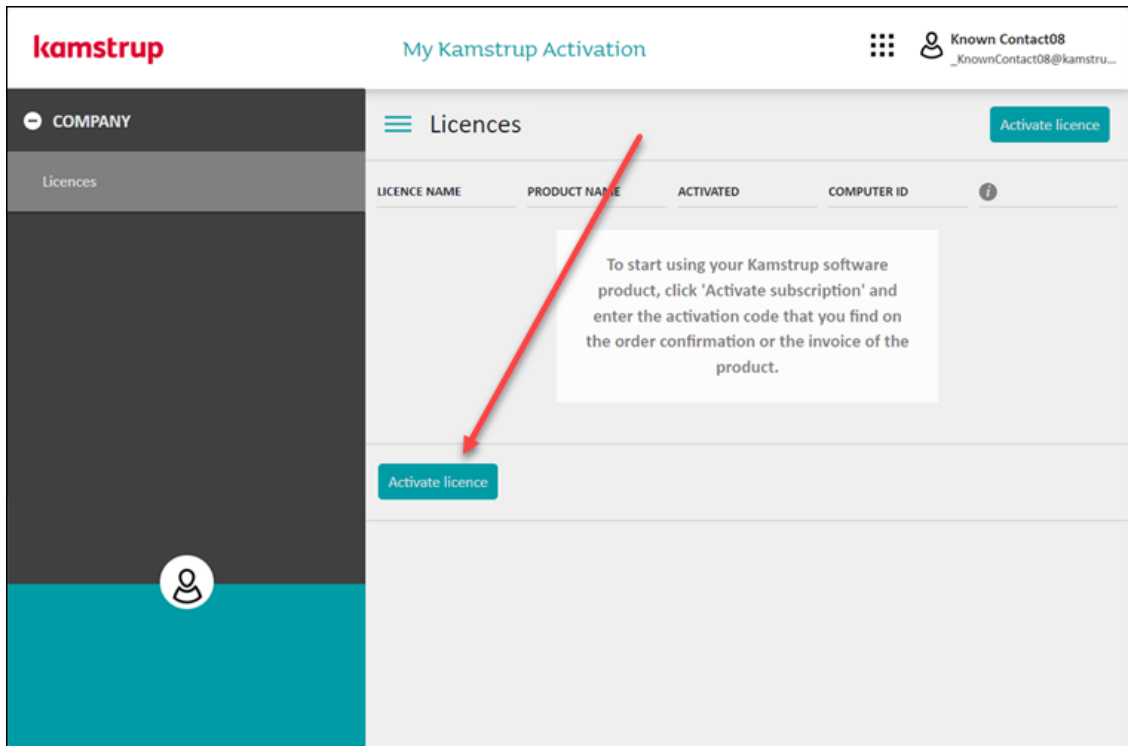 kamstrup
My Kamstrup Activation
Known Contact08
_KnownContact08@kamstru...
COMPANY
Licences
Licences
Activate licence
LICENCE NAME
PRODUCT NAME
ACTIVATED
COMPUTER ID
i
To start using your Kamstrup software
product, click 'Activate subscription' and
enter the activation code that you find on
the order confirmation or the invoice of the
product.
Activate licence